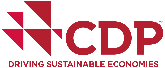 CDP
DRIVING SUSTAINABLE ECONOMIES